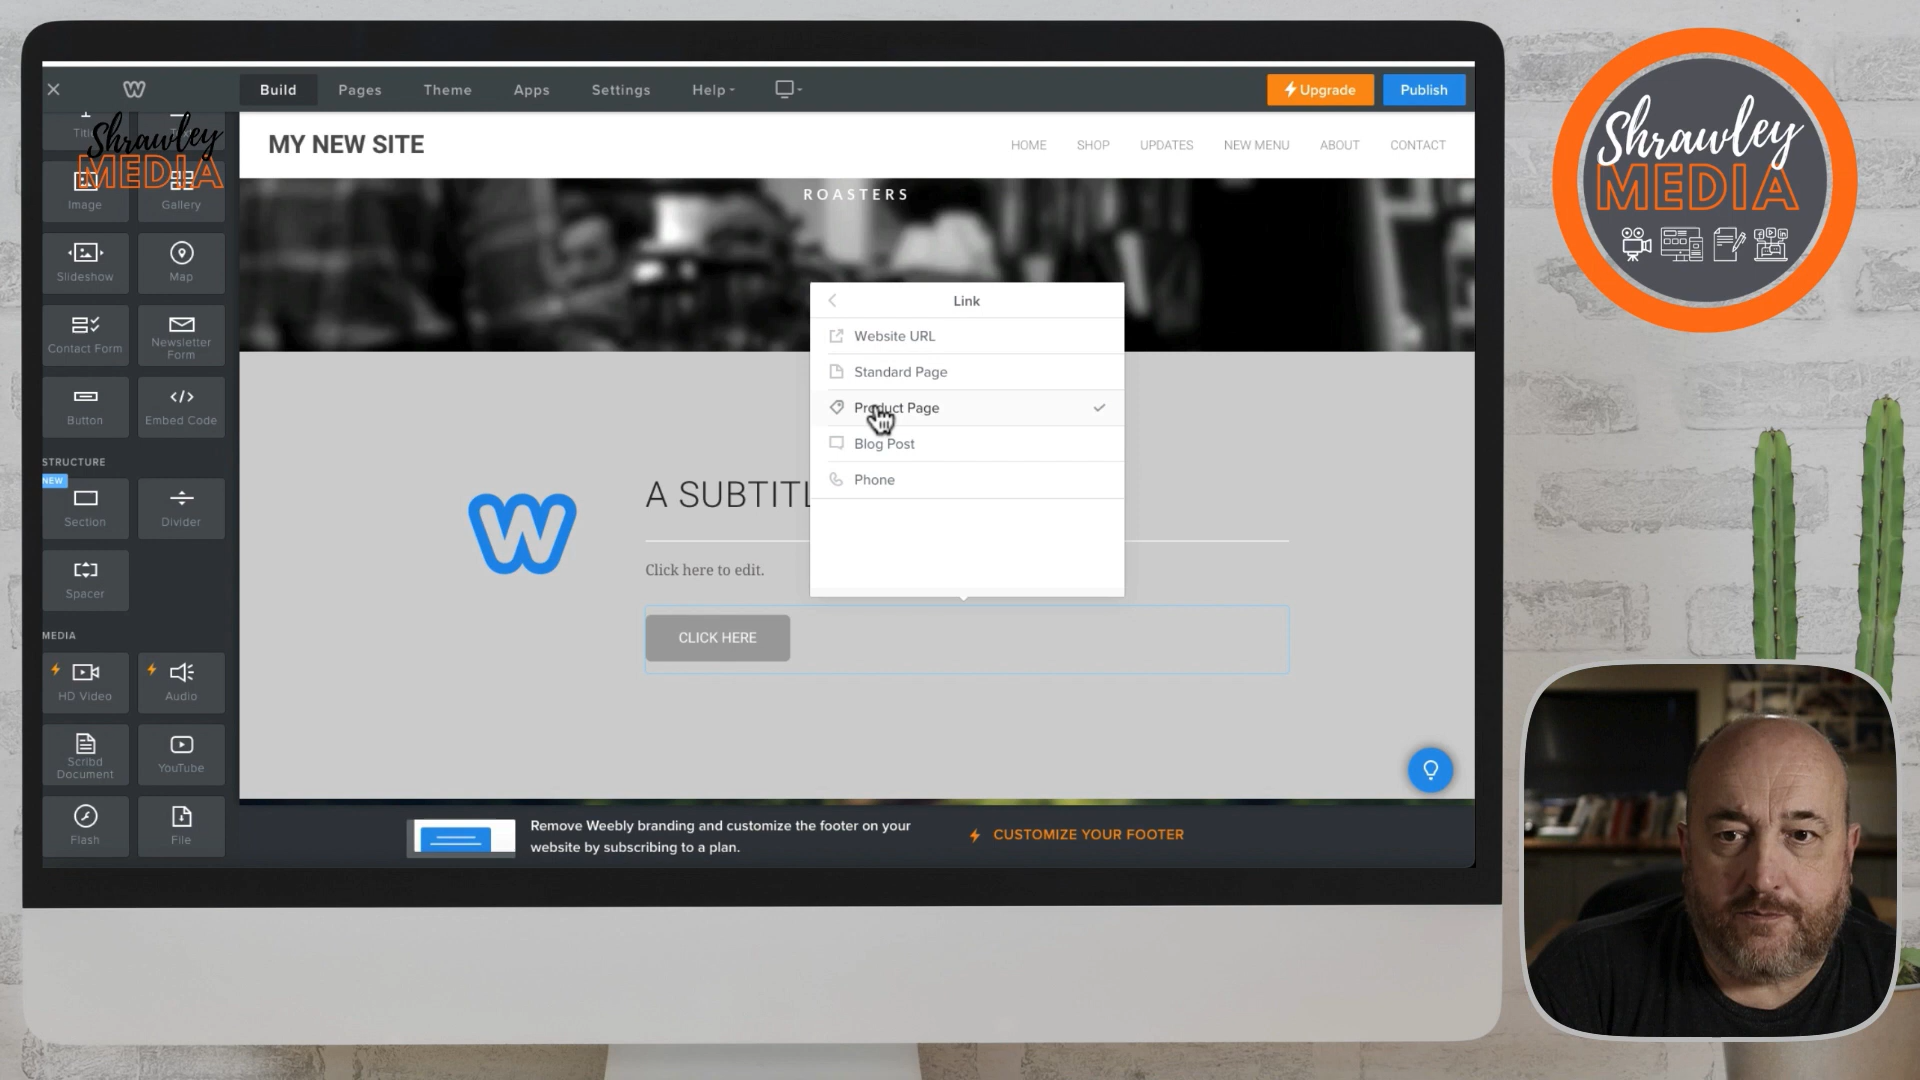 Build
Pages
Theme
Apps
Settings
Help
Upgrade
Publish
Shrawley
MEDIA
Title
Image
Gallery
Slideshow
Map
Contact Form
Newsletter
Form
Button
Embed Code
STRUCTURE
NEW
Section
Divider
Spacer
MEDIA
HD Video
Audio
Scribd
Document
YouTube
Flash
File
MY NEW SITE
HOME
SHOP
UPDATES
NEW MENU
ABOUT
CONTACT
ROASTERS
Link
Website URL
Standard Page
Product Page
Blog Post
Phone
A SUBTITL
Click here to edit.
CLICK HERE
Remove Weebly branding and customize the footer on your
website by subscribing to a plan.
CUSTOMIZE YOUR FOOTER
Shrawley
MEDIA